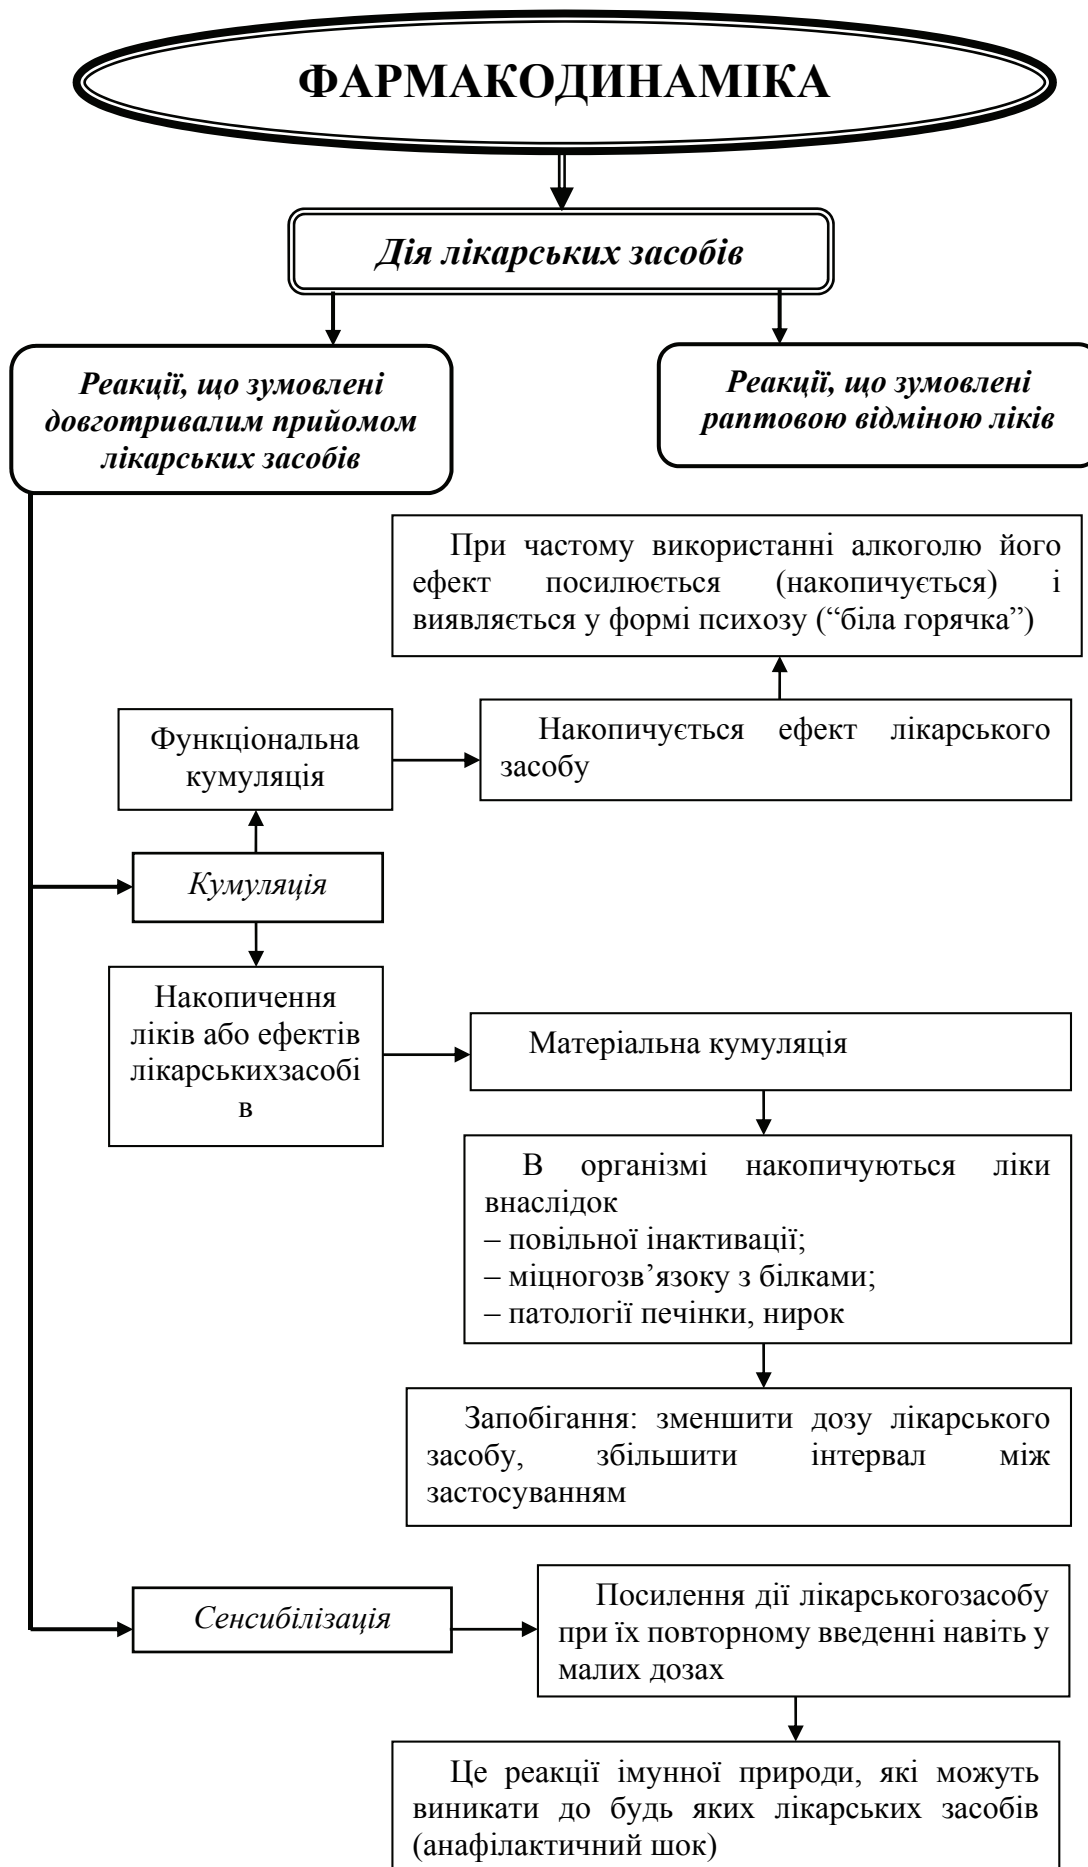 ФАРМАКОДИНАМІКА
Дія лікарських засобів
Реакції, що зумовлені
довготривалим прийомом
лікарських засобів
Реакції, що зумовлені
раптовою відміною ліків
При частому використанні алкоголю його
ефект посилюється (накопичується) і
виявляється у формі психозу (“біла горячка”)
Функціональна
кумуляція
Накопичується ефект лікарського
засобу
Кумуляція
Накопичення
ліків або ефектів
лікарськихзасобі
в
Матеріальна кумуляція
В організмі накопичуються ліки
внаслідок
– повільної інактивації;
– міцногозв’язоку з білками;
– патології печінки, нирок
Запобігання: зменшити дозу лікарського
засобу, збільшити інтервал між
застосуванням
Сенсибілізація
Посилення дії лікарськогозасобу
при їх повторному введенні навіть у
малих дозах
Це реакції імунної природи, які можуть
виникати до будь яких лікарських засобів
(анафілактичний шок)